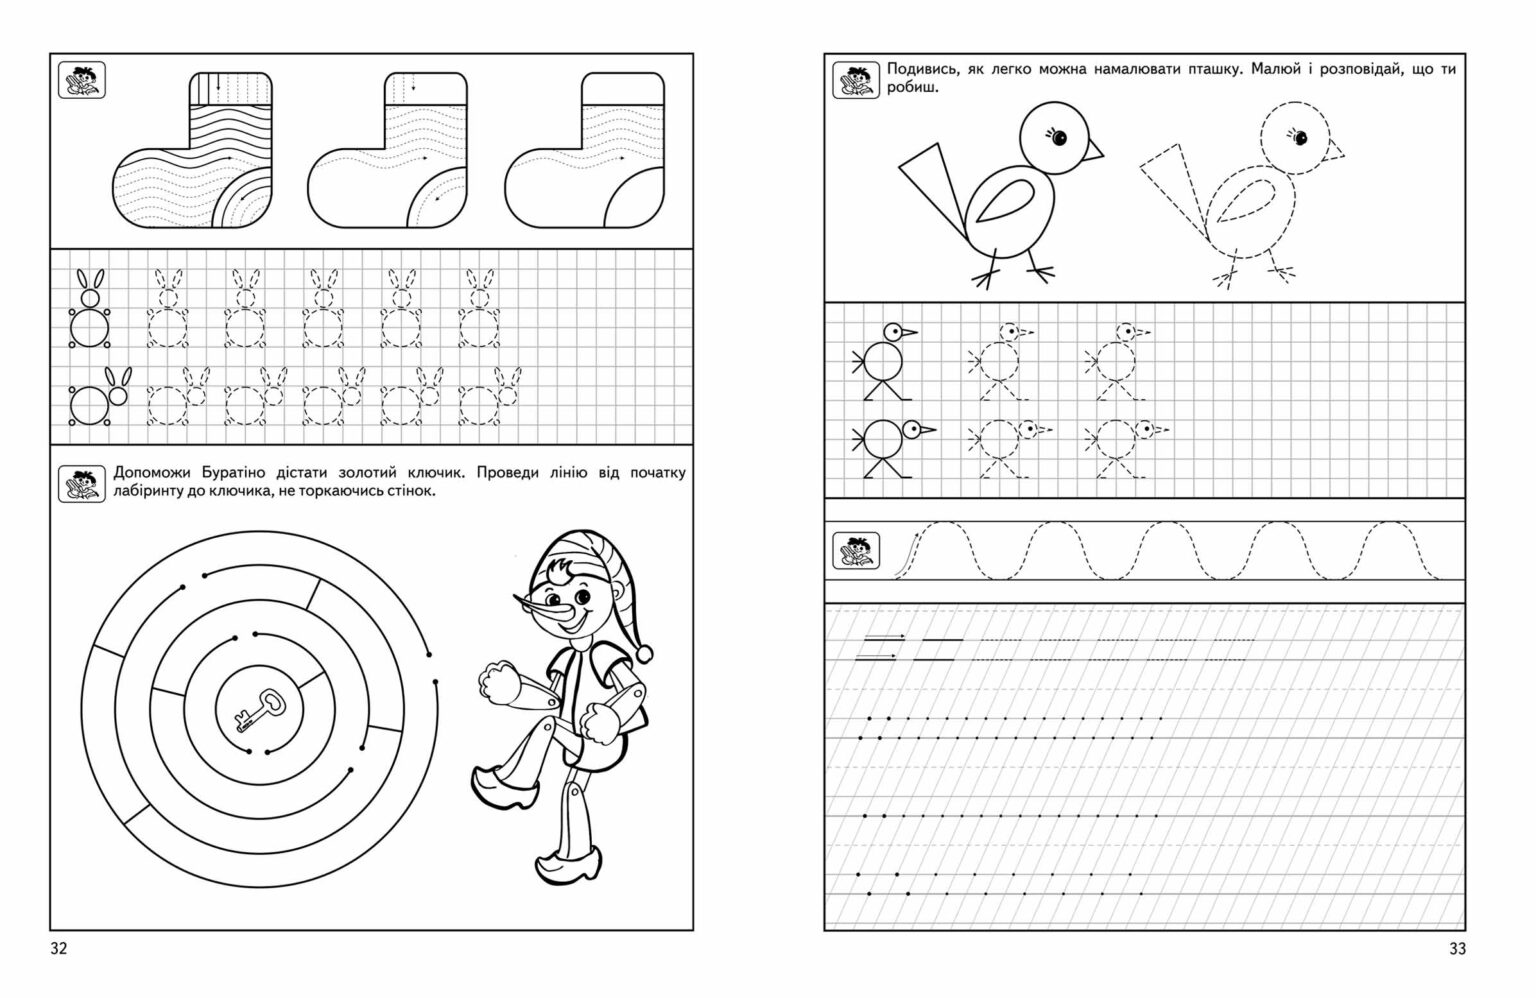 Допоможи Буратіно дістати золотий ключик. Проведи лінію від початку
лабіринту до ключика, не торкаючись стінок.
32
Подивись, як легко можна намалювати пташку. Малюй і розповідай, що ти
робиш.
33